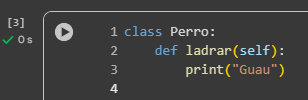 [3]
0 s
1 class Perro:
2 def ladrar(self):
3 print("Guau")
4